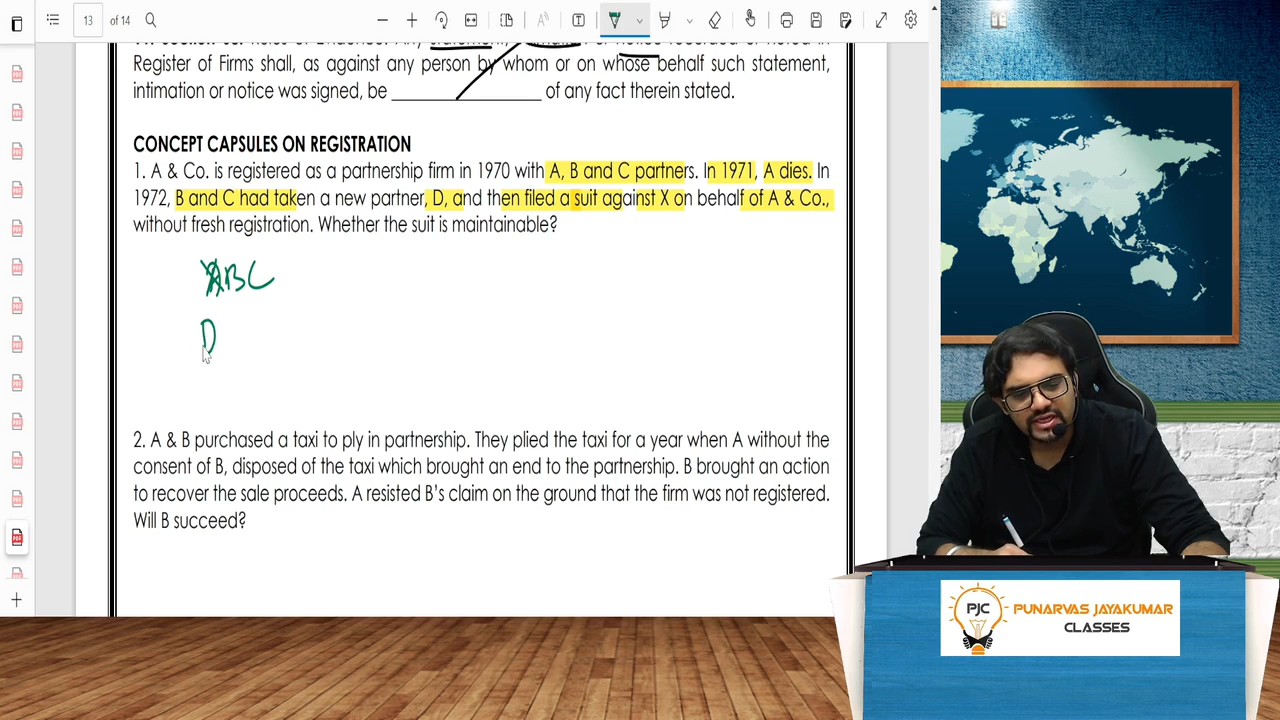 13 of 14
Register of Firms shall, as against any person by whom or on whose behalf such statement,
intimation or notice was signed, be ____________________ of any fact therein stated.
CONCEPT CAPSULES ON REGISTRATION
1. A & Co. is registered as a partnership firm in 1970 with A, B and C partners. In 1971, A dies. In
1972, B and C had taken a new partner, D, and then filed a suit against X on behalf of A & Co.,
without fresh registration. Whether the suit is maintainable?
ABC
D
2. A & B purchased a taxi to ply in partnership. They plied the taxi for a year when A without the
consent of B, disposed of the taxi which brought an end to the partnership. B brought an action
to recover the sale proceeds. A resisted B's claim on the ground that the firm was not registered.
Will B succeed?
PJC
PUNARVAS JAYAKUMAR
CLASSES